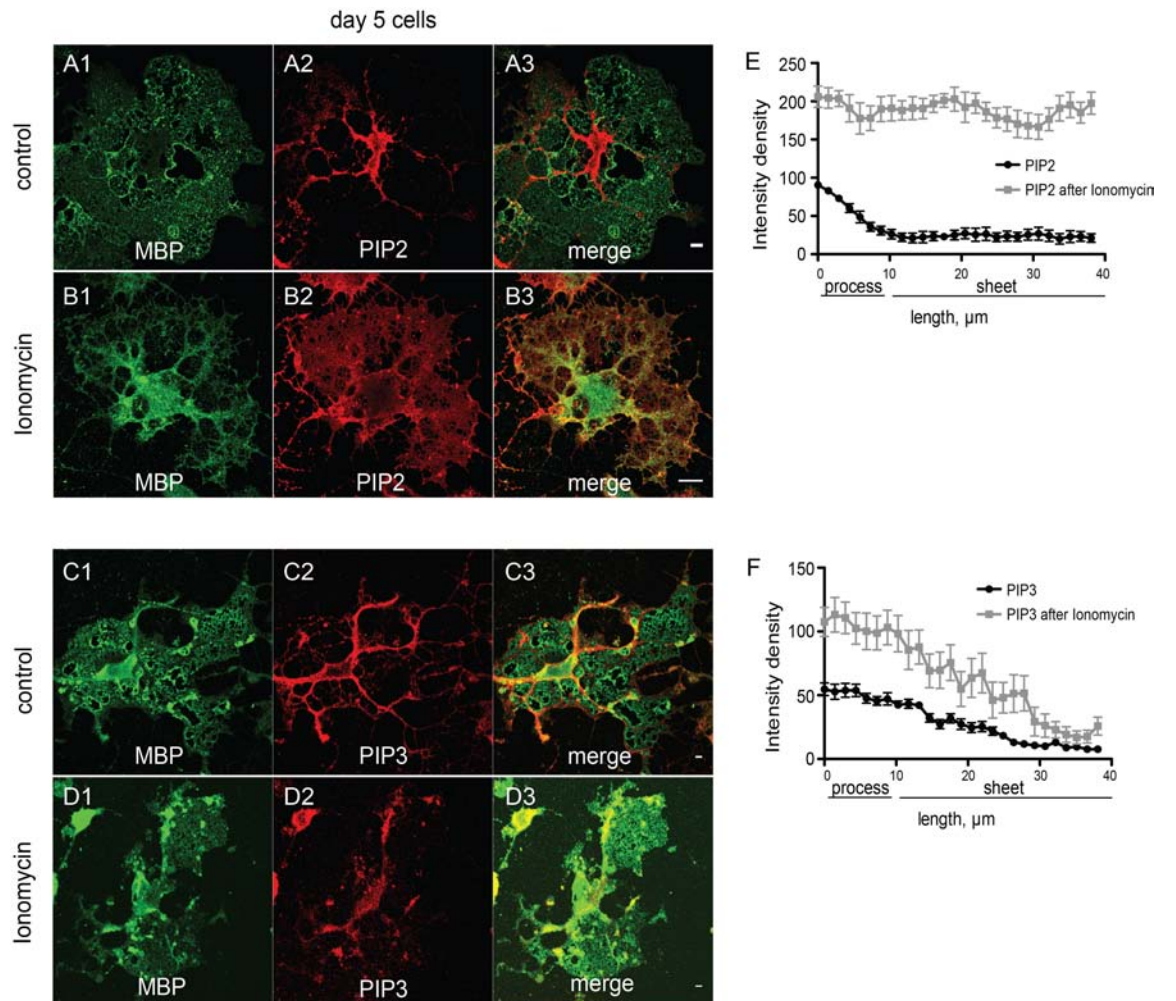 day 5 cells
control
A1
A2
A3
MBP
PIP2
merge
Ionomycin
B1
B2
B3
MBP
PIP2
merge
E
Intensity density
250
200
150
100
50
0
PIP2
PIP2 after Ionomycin
0 10 20 30 40
process sheet
length, µm
control
C1
C2
C3
MBP
PIP3
merge
Ionomycin
D1
D2
D3
MBP
PIP3
merge
F
Intensity density
150
100
50
0
PIP3
PIP3 after Ionomycin
0 10 20 30 40
process sheet
length, µm